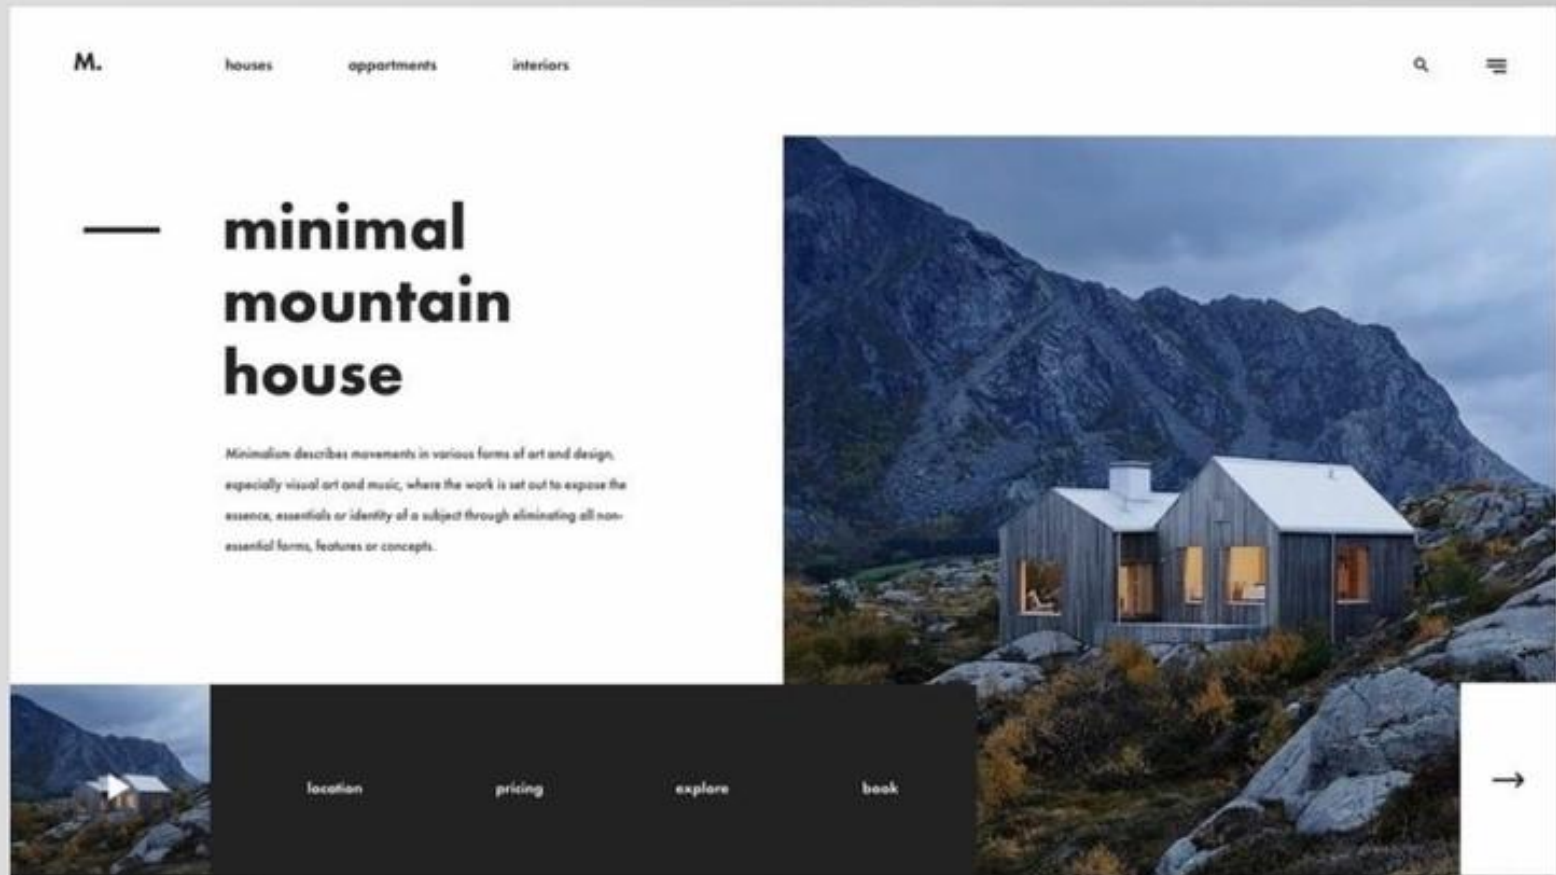 M.
houses appartments interiors
minimal
mountain
house
Minimalism describes movements in various forms of art and design,
especially visual art and music, where the work is set out to expose the
essence, essentials or identity of a subject through eliminating all non-
essential forms, features or concepts.
location pricing explore book